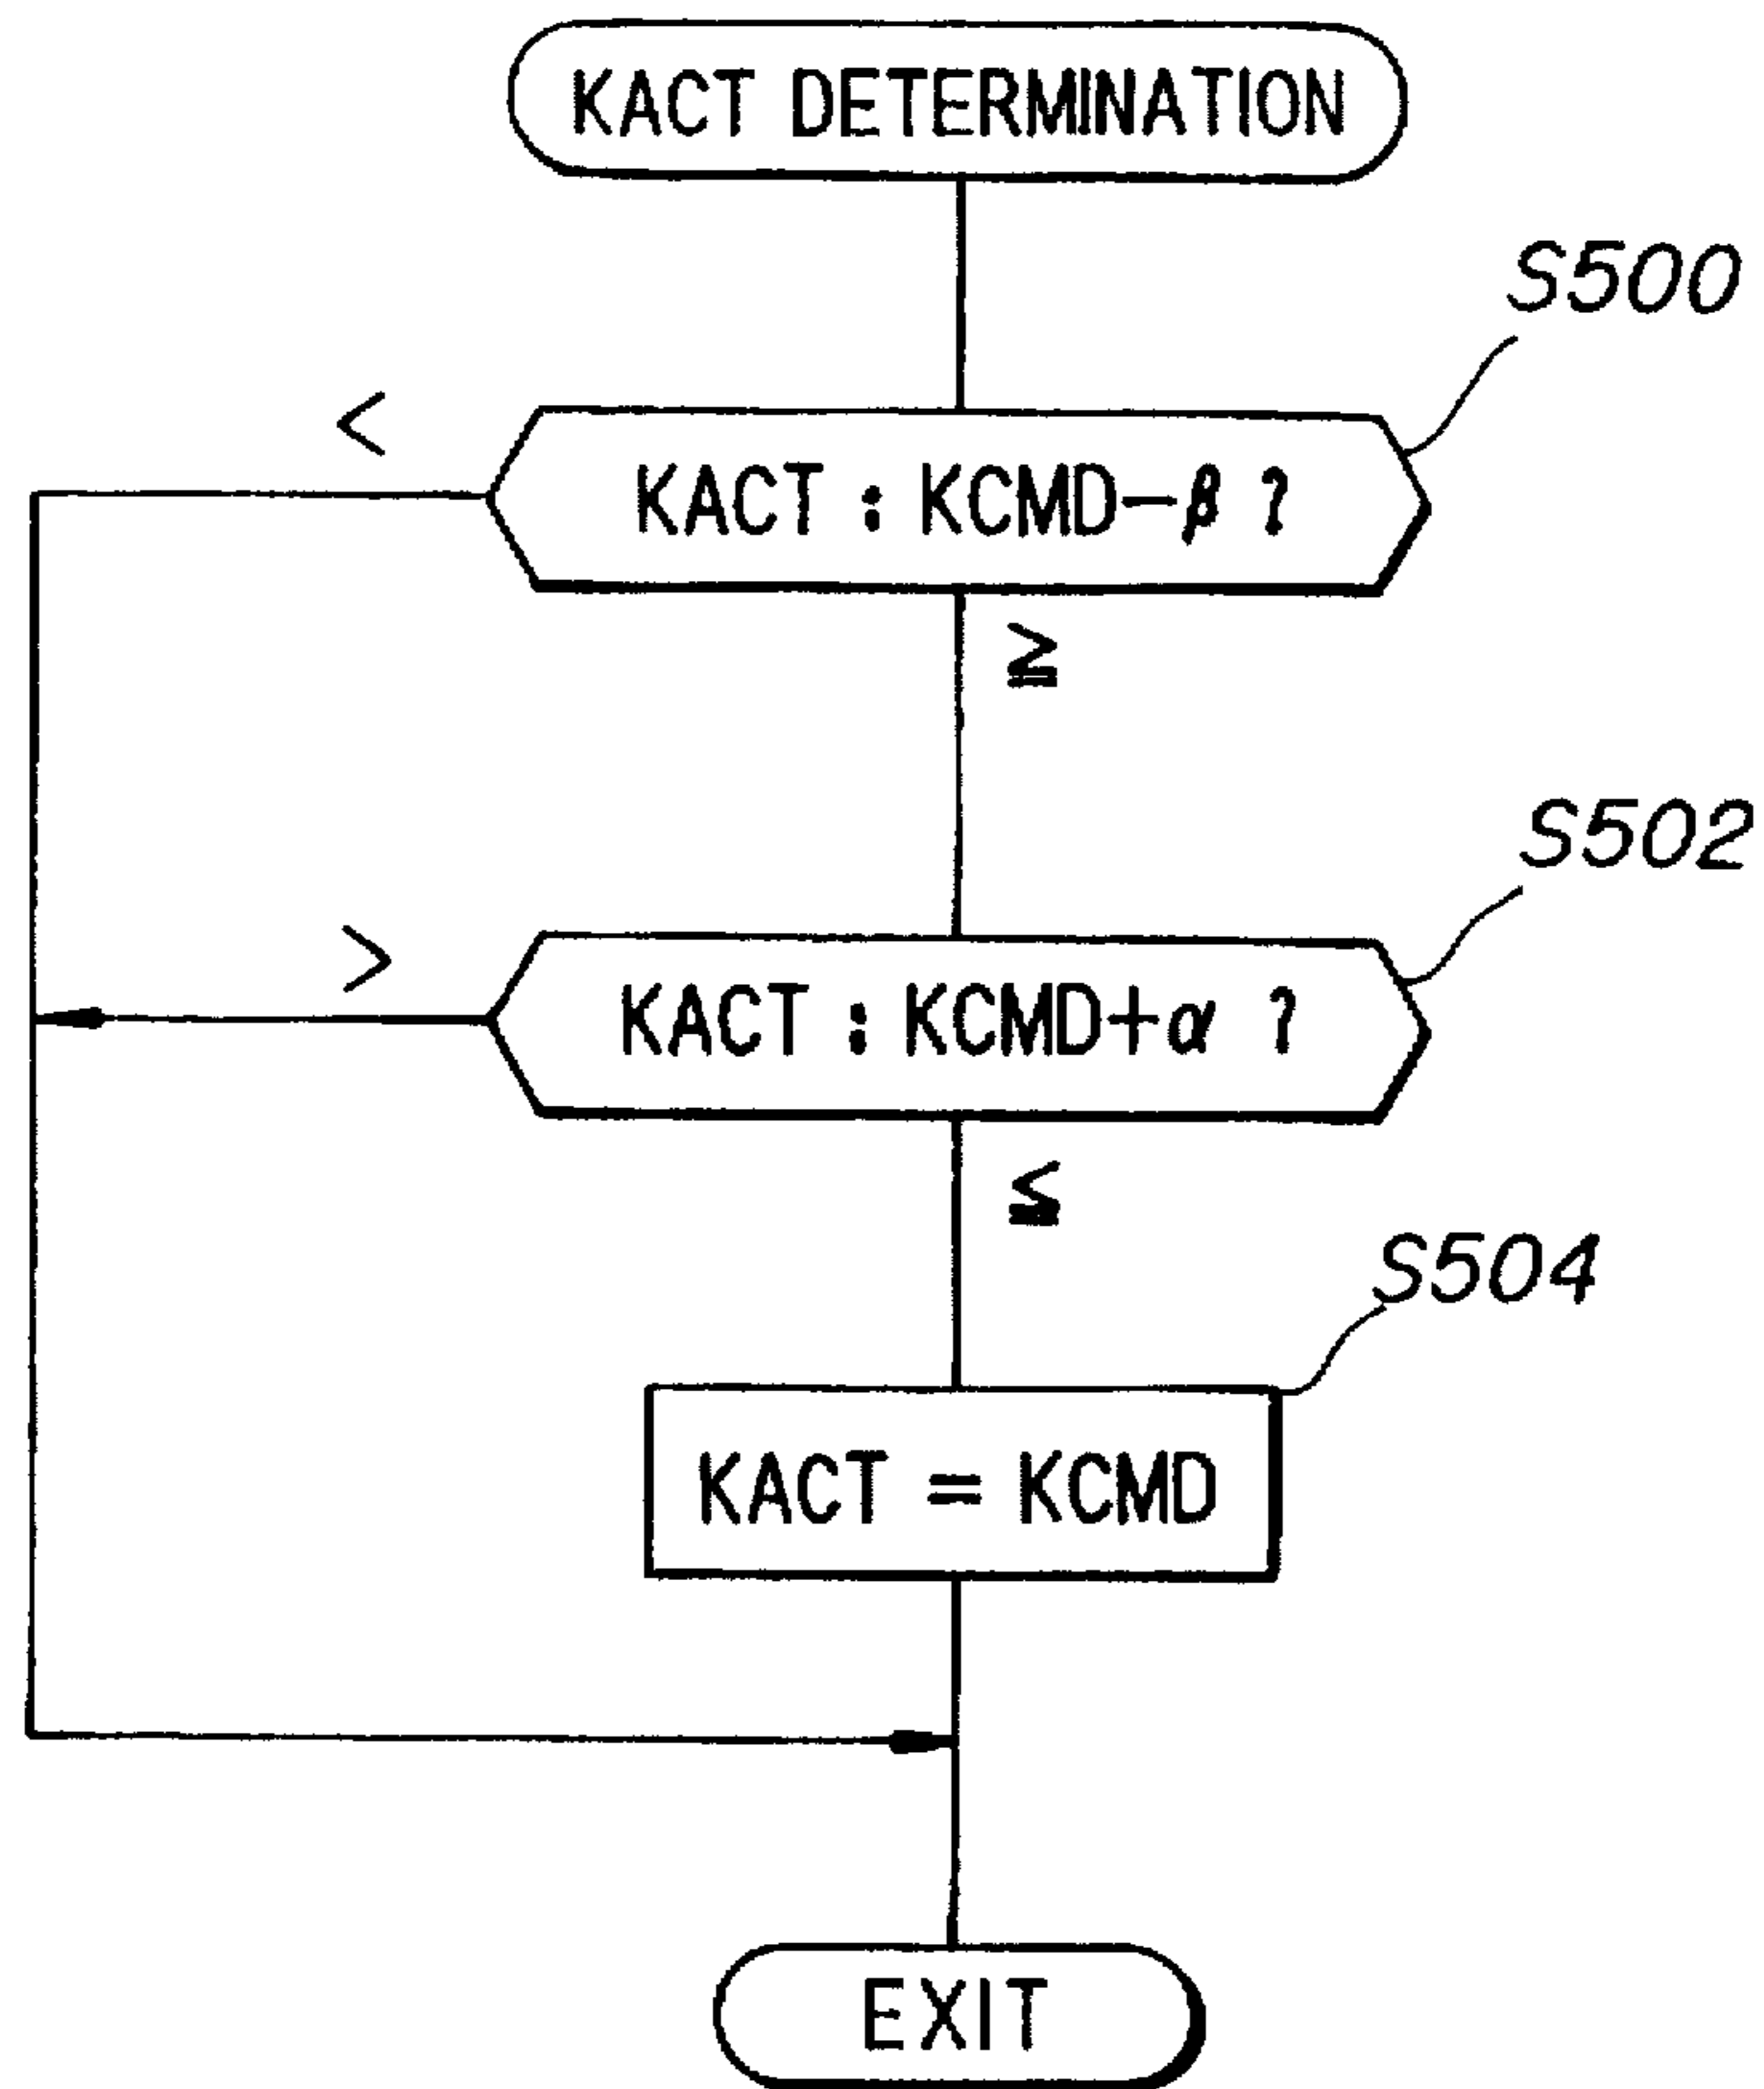 KACT DETERMINATION
S500
<
KACT : KCMD−β ?
≧
S502
>
KACT : KCMD+α ?
≦
S504
KACT = KCMD
EXIT